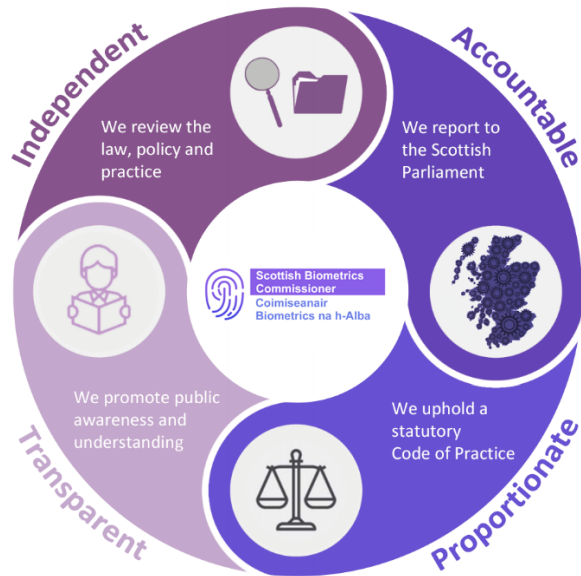 Independent
We review the
law, policy and
practice
Accountable
We report to
the Scottish
Parliament
Scottish Biometrics
Commissioner
Coimiseanair
Biometrics na h-Alba
Transparent
We promote public
awareness and
understanding
Proportionate
We uphold a
statutory
Code of Practice